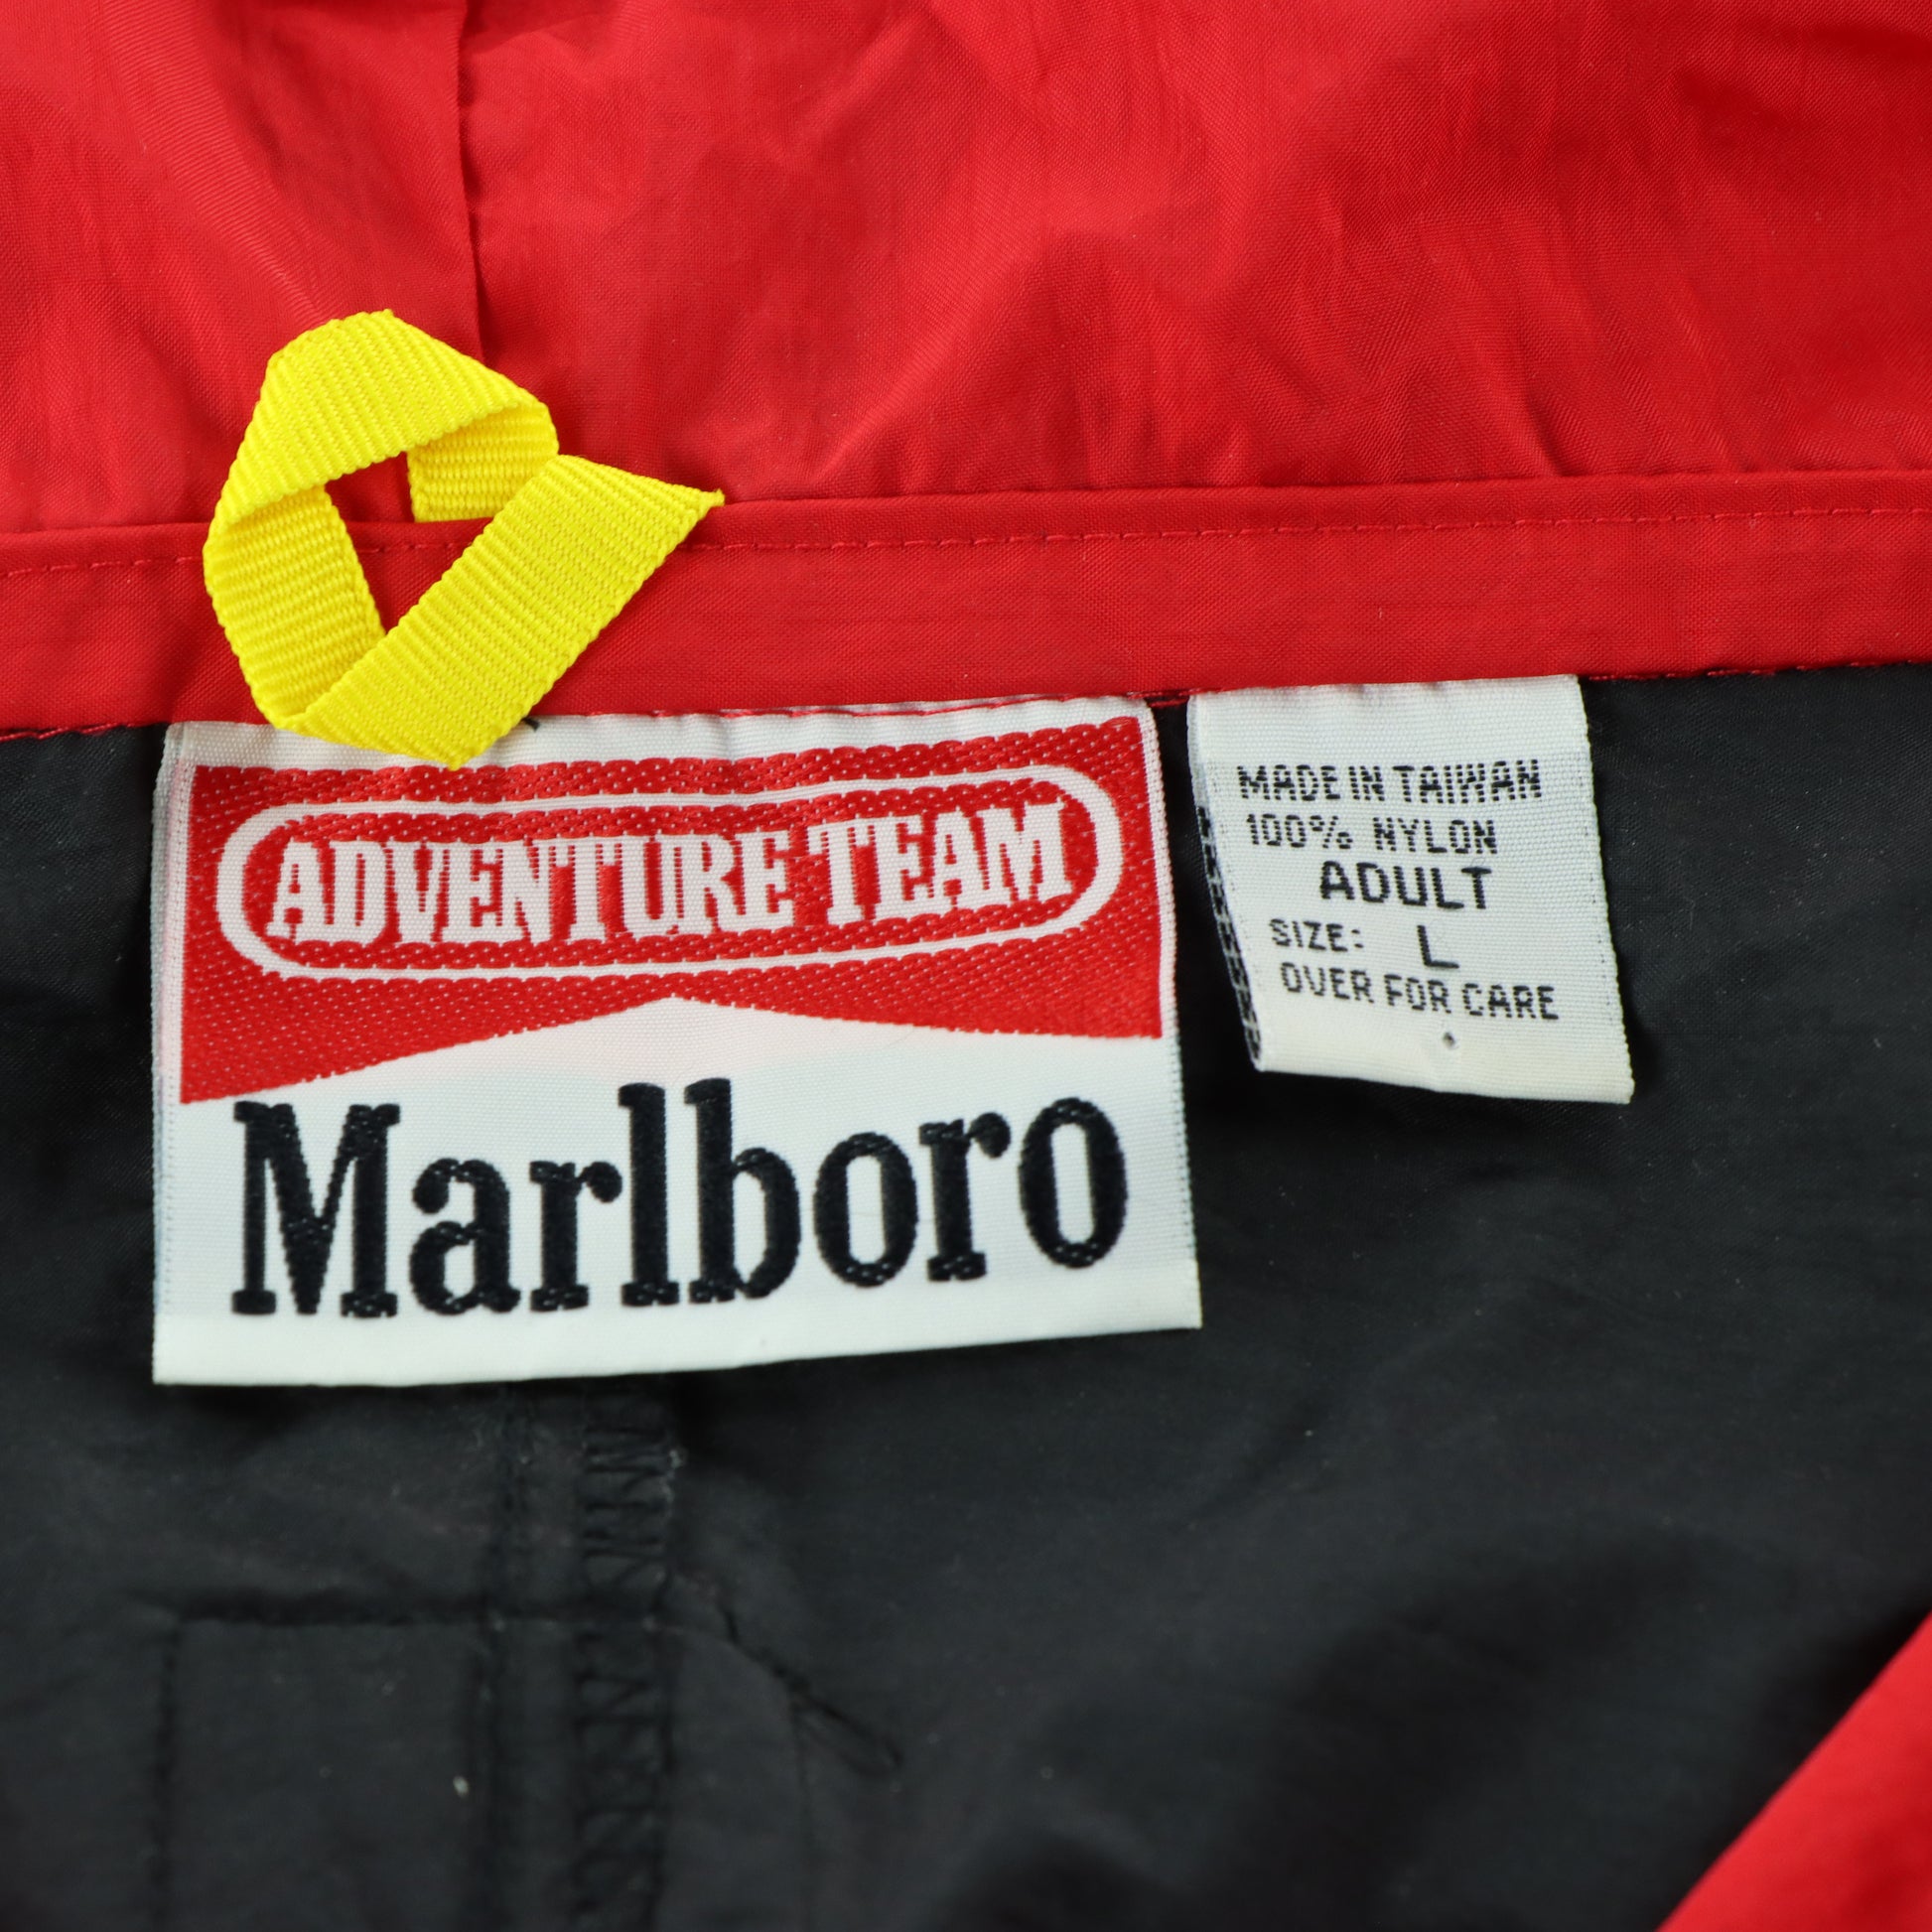 ADVENTURE TEAM
Marlboro
MADE IN TAIWAN
100% NYLON
ADULT
SIZE: L
OVER FOR CARE